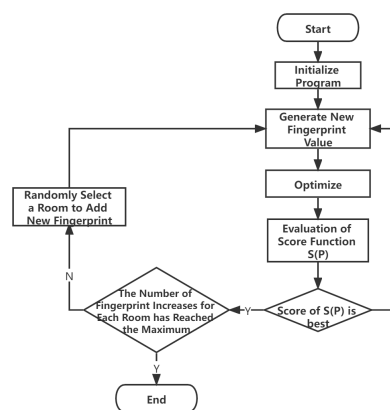 Start
Initialize
Program
Generate New
Fingerprint
Value
Optimize
Randomly Select
a Room to Add
New Fingerprint
Evaluation of
Score Function
S(P)
N
The Number of
Fingerprint Increases for
Each Room has Reached
the Maximum
Y
Score of S(P) is
best
Y
End